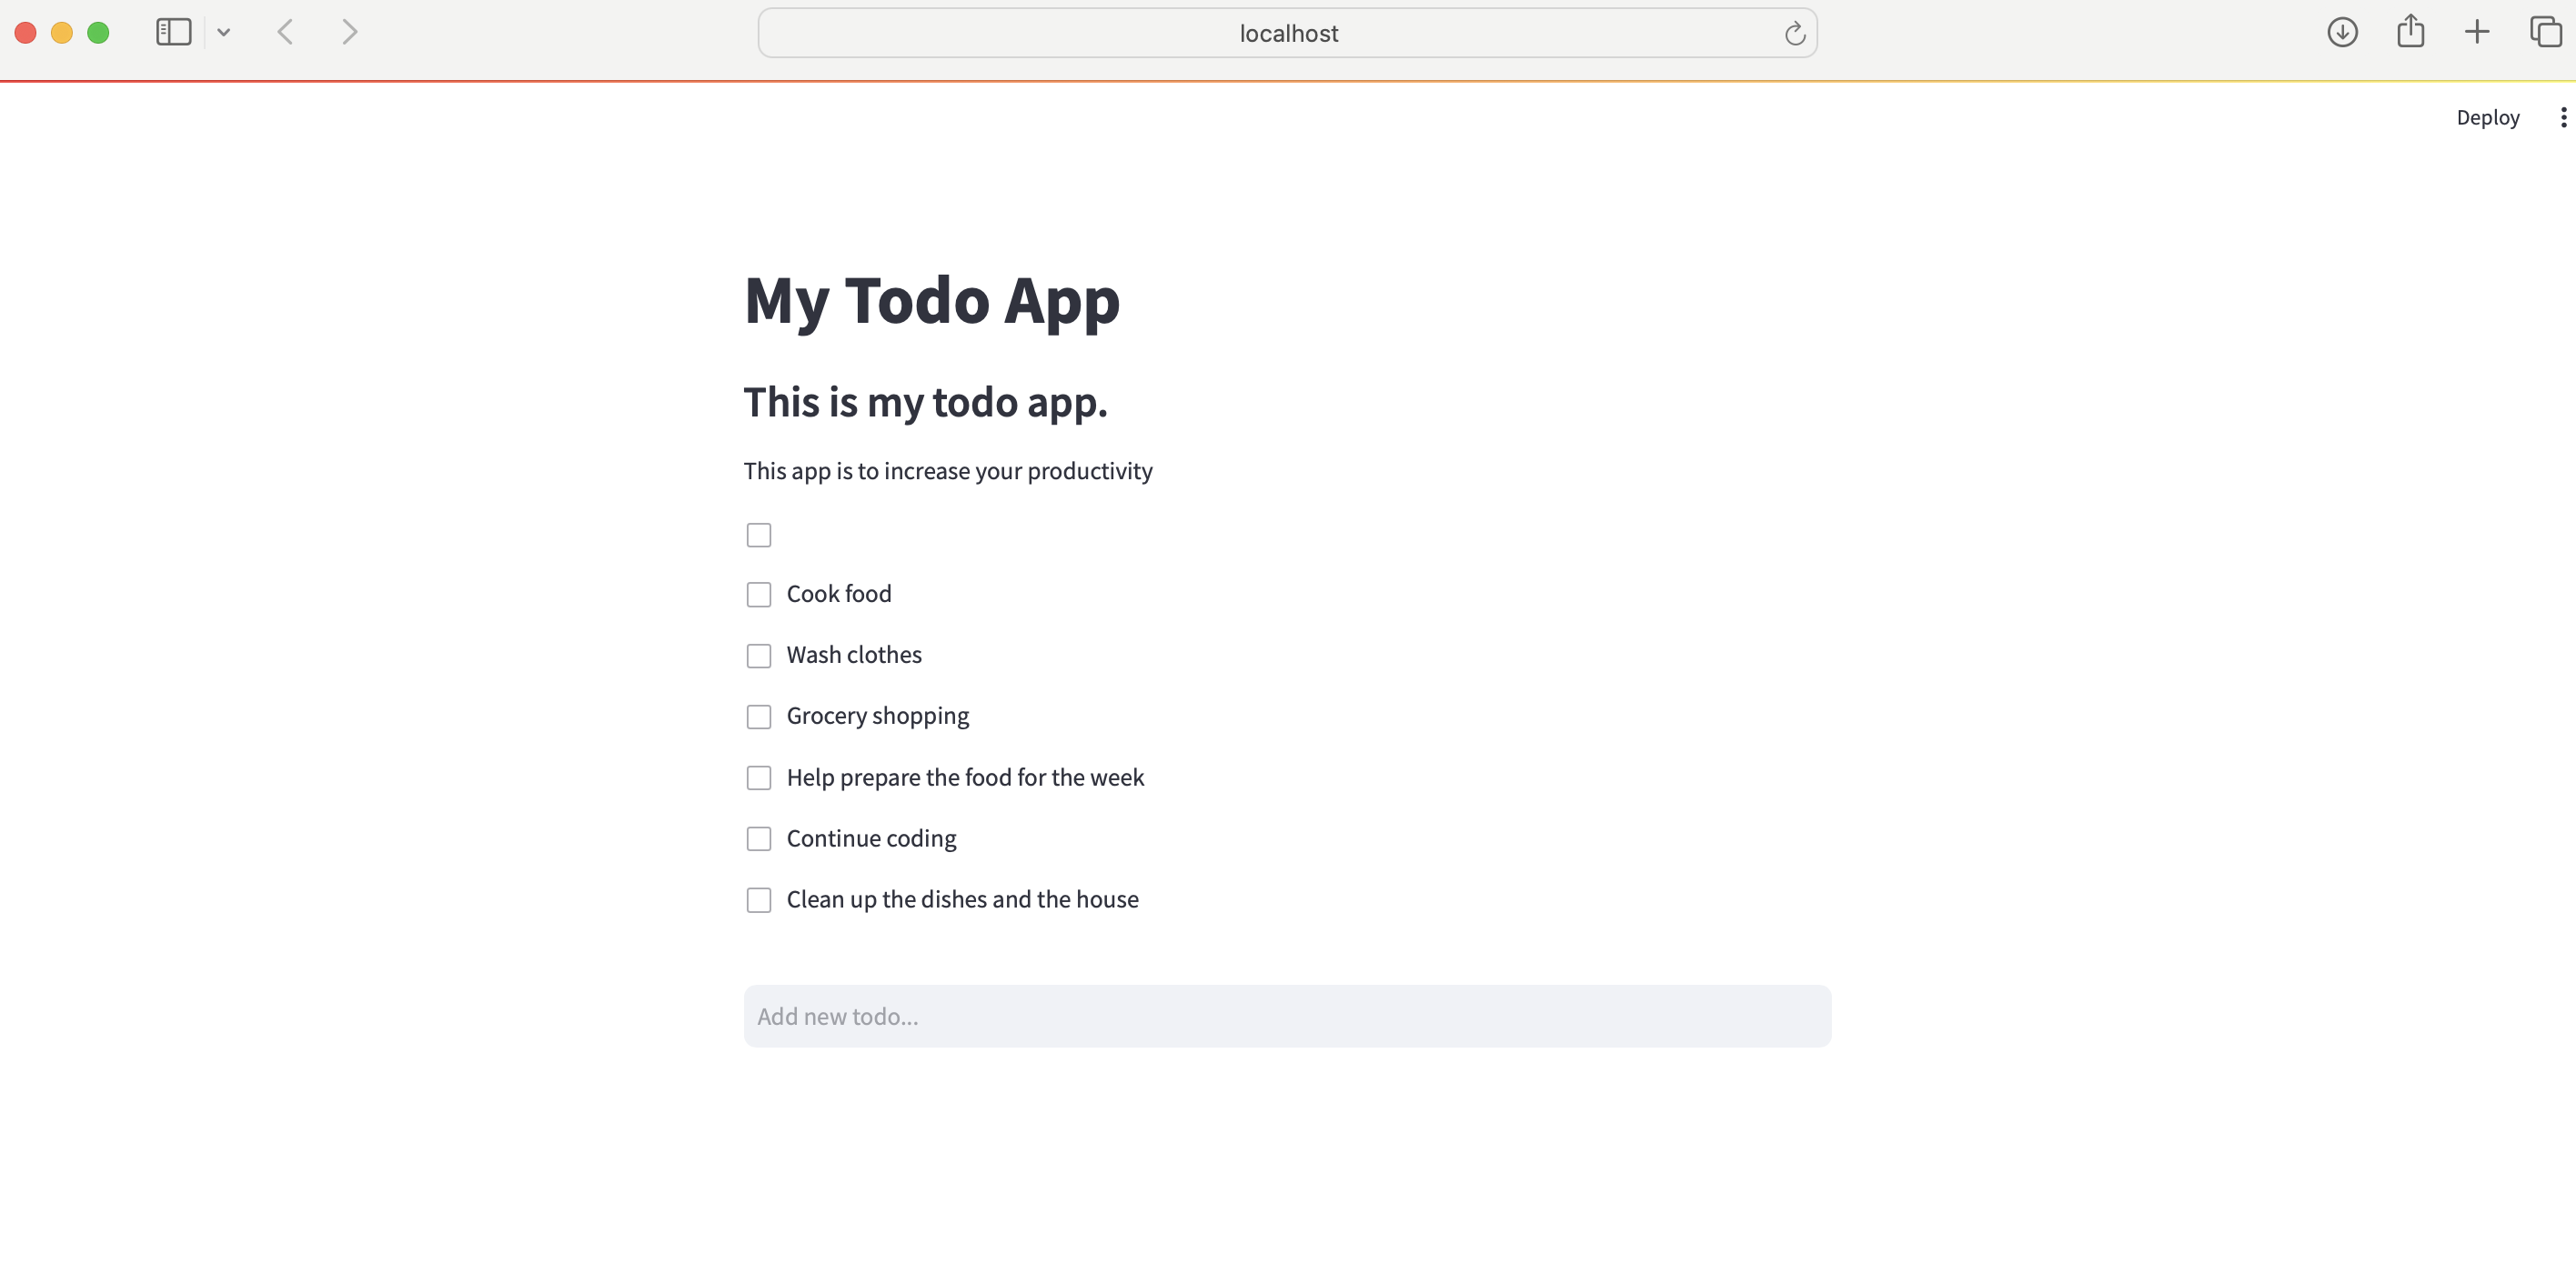 localhost
Deploy
My Todo App
This is my todo app.
This app is to increase your productivity
Cook food
Wash clothes
Grocery shopping
Help prepare the food for the week
Continue coding
Clean up the dishes and the house
Add new todo...